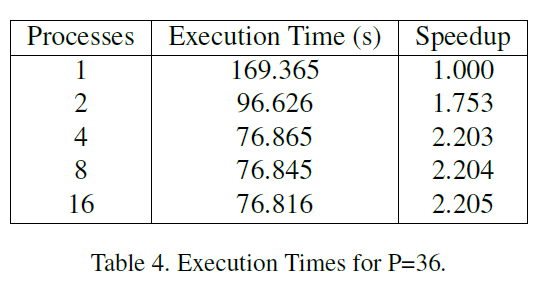 Processes Execution Time (s) Speedup
1 169.365 1.000
2 96.626 1.753
4 76.865 2.203
8 76.845 2.204
16 76.816 2.205
Table 4. Execution Times for P=36.